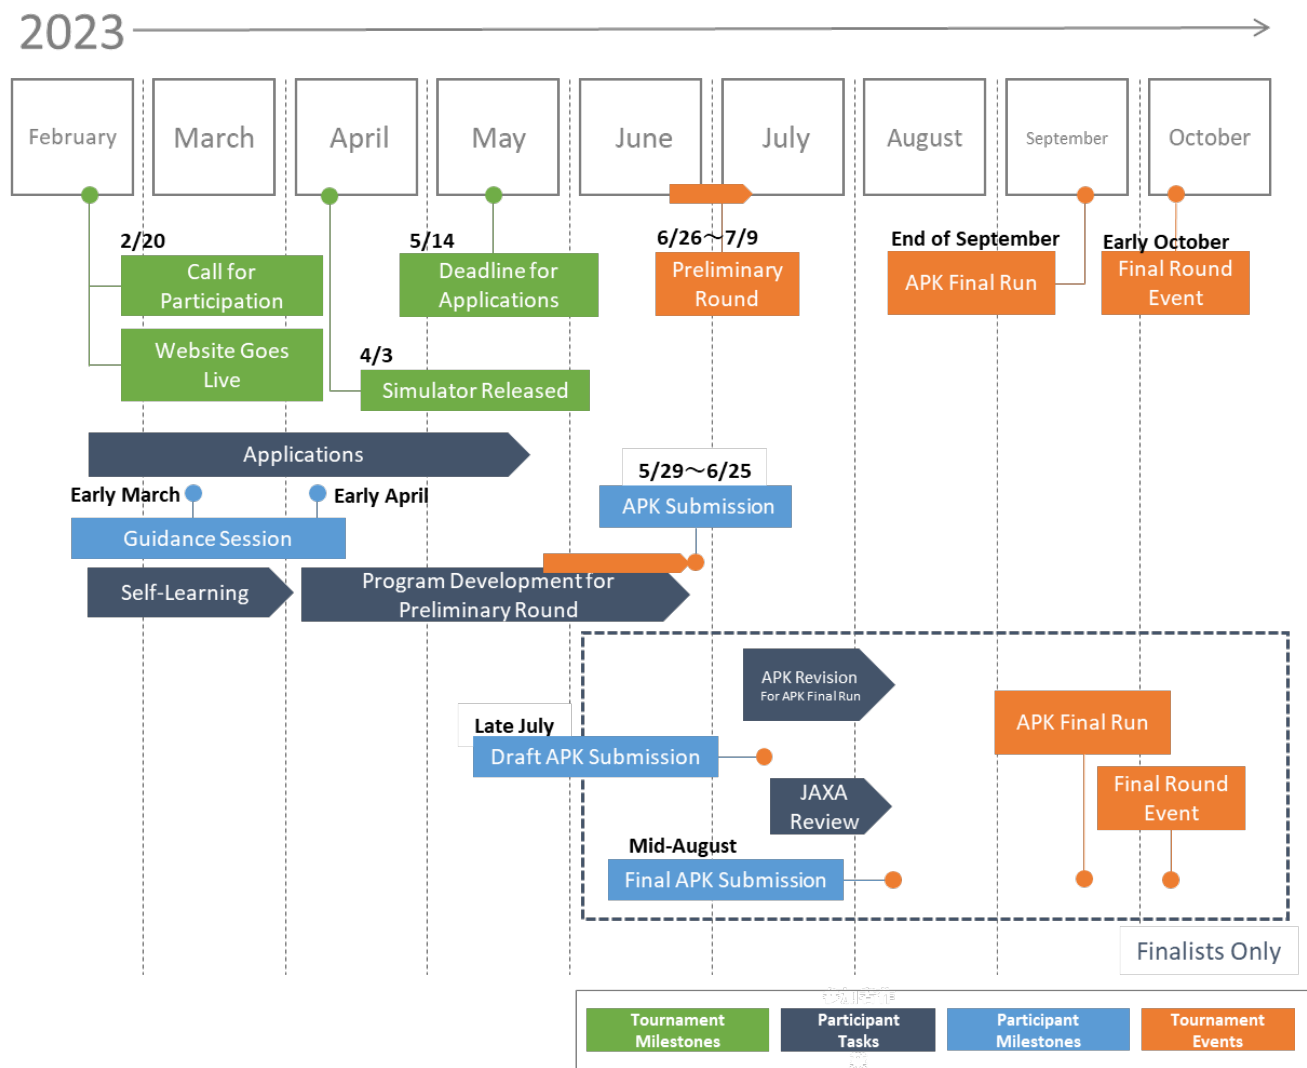 2023
February
March
April
May
June
July
August
September
October
2/20
Call for
Participation
Website Goes
Live
4/3
Simulator Released
5/14
Deadline for
Applications
6/26～7/9
Preliminary
Round
End of September
APK Final Run
Early October
Final Round
Event
Applications
Early March
Early April
Guidance Session
Self-Learning
Program Development for
Preliminary Round
5/29～6/25
APK Submission
APK Revision
For APK Final Run
Late July
Draft APK Submission
JAXA
Review
Mid-August
Final APK Submission
APK Final Run
Final Round
Event
Finalists Only
Tournament
Milestones
Participant
Tasks
Participant
Milestones
Tournament
Events